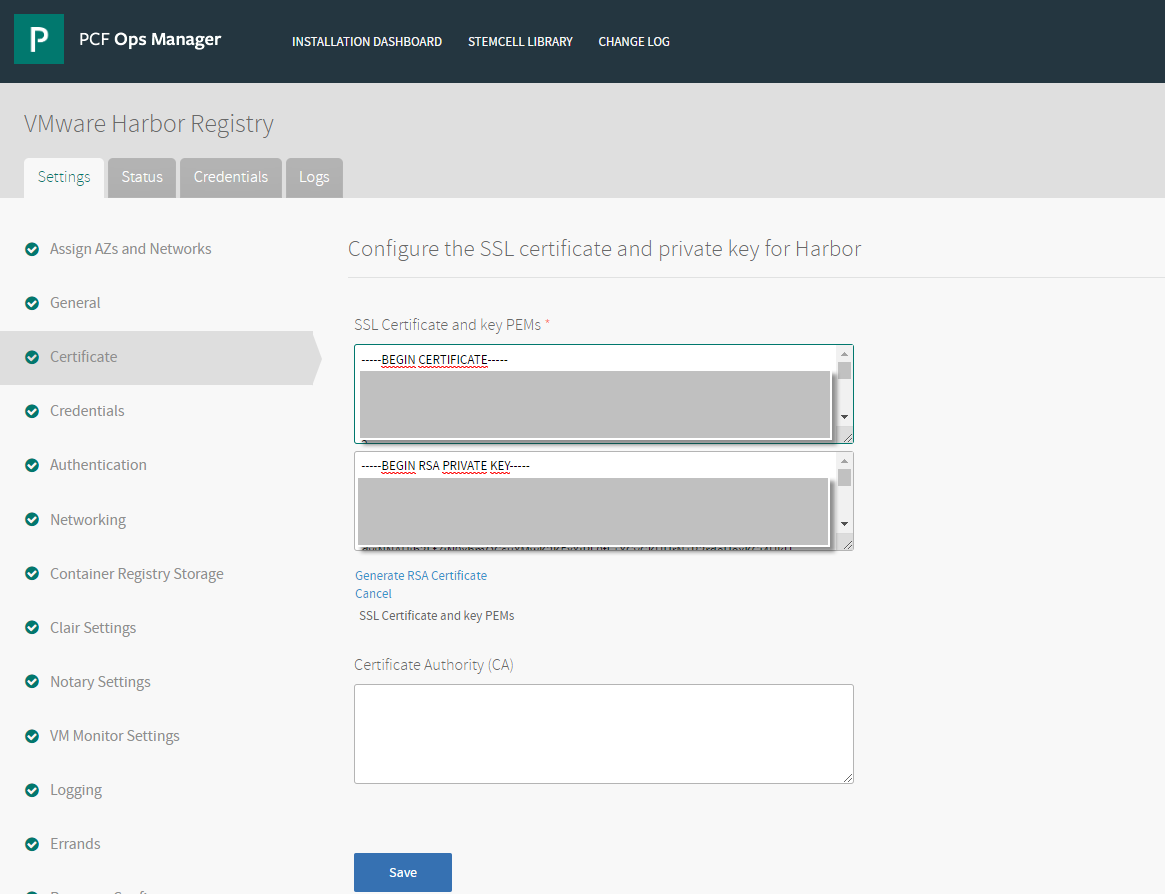 P PCF Ops Manager INSTALLATION DASHBOARD STEMCELL LIBRARY CHANGE LOG
VMware Harbor Registry
Settings Status Credentials Logs
Assign AZs and Networks
General
Certificate
Credentials
Authentication
Networking
Container Registry Storage
Clair Settings
Notary Settings
VM Monitor Settings
Logging
Errands
Configure the SSL certificate and private key for Harbor
SSL Certificate and key PEMs *
-----BEGIN CERTIFICATE-----
-----BEGIN RSA PRIVATE KEY-----
Generate RSA Certificate
Cancel
SSL Certificate and key PEMs
Certificate Authority (CA)
Save